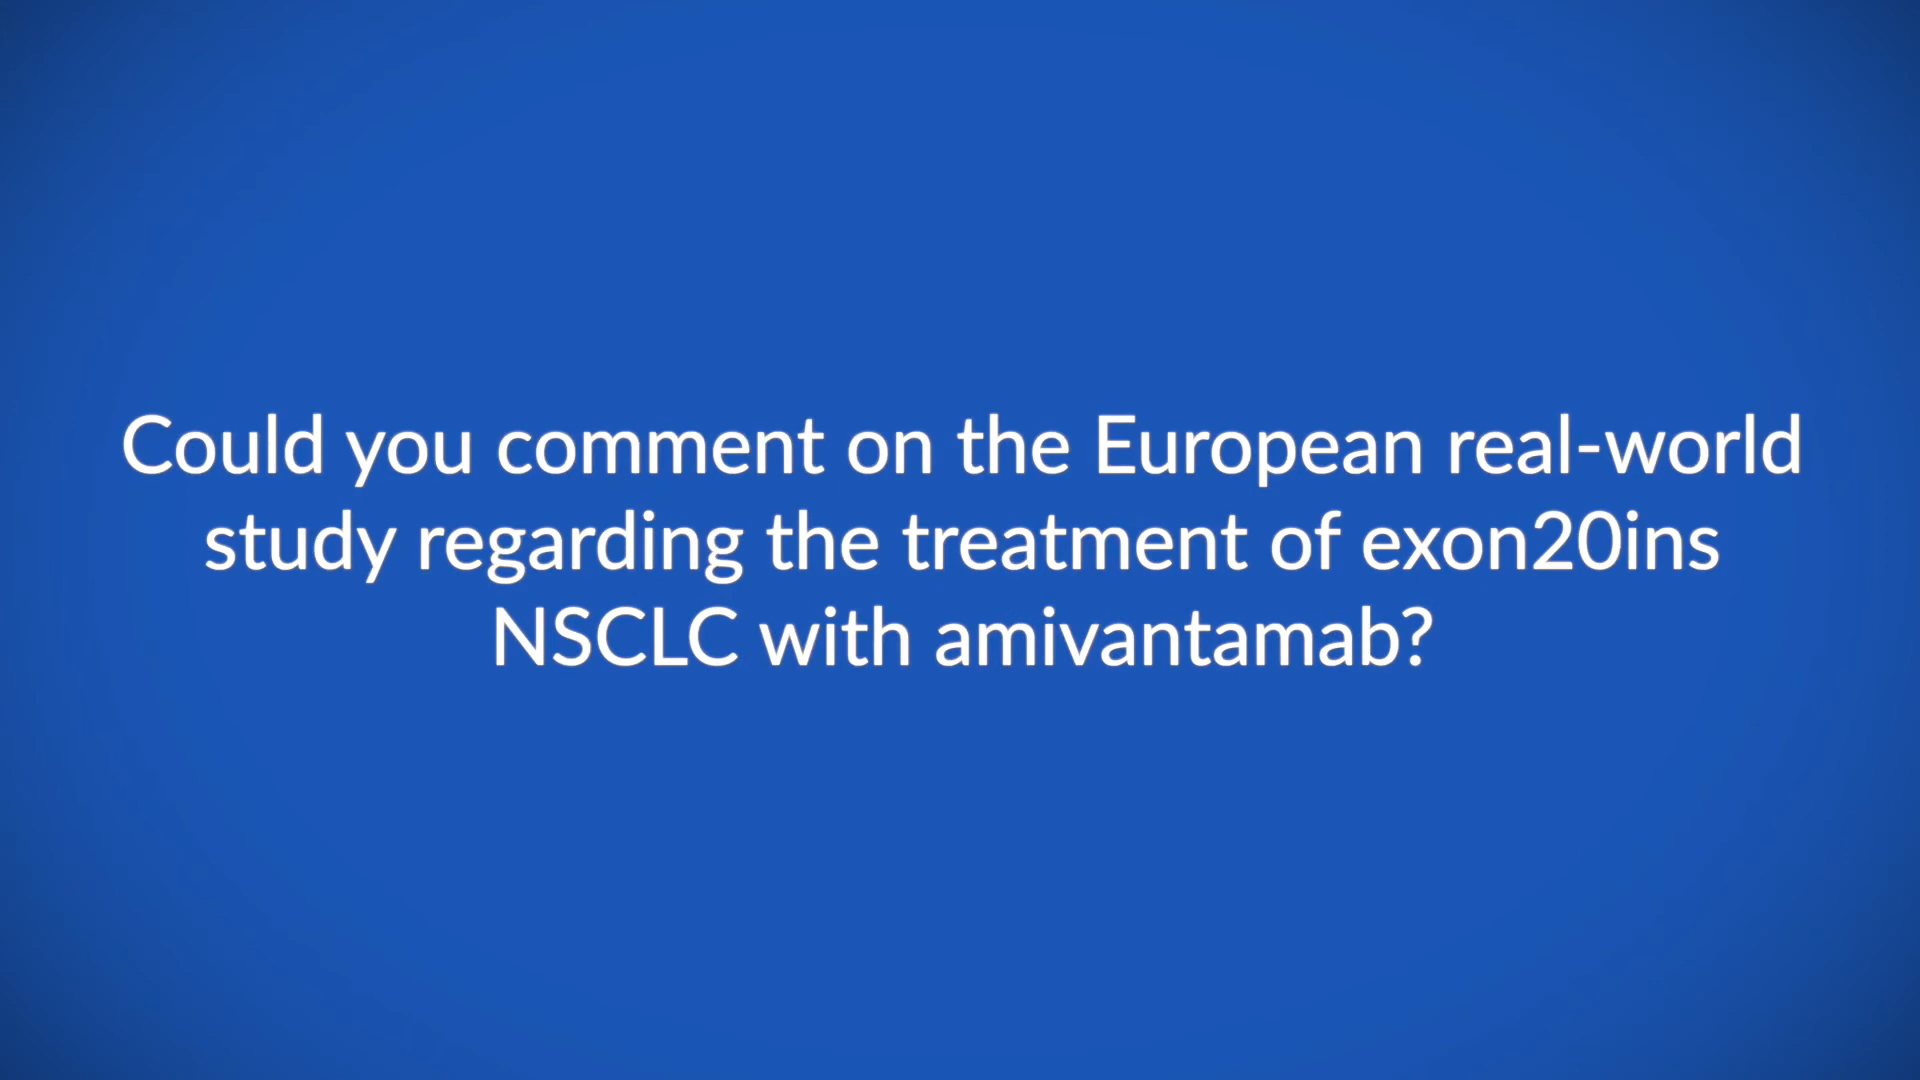 Could you comment on the European real-world
study regarding the treatment of exon20ins
NSCLC with amivantamab?